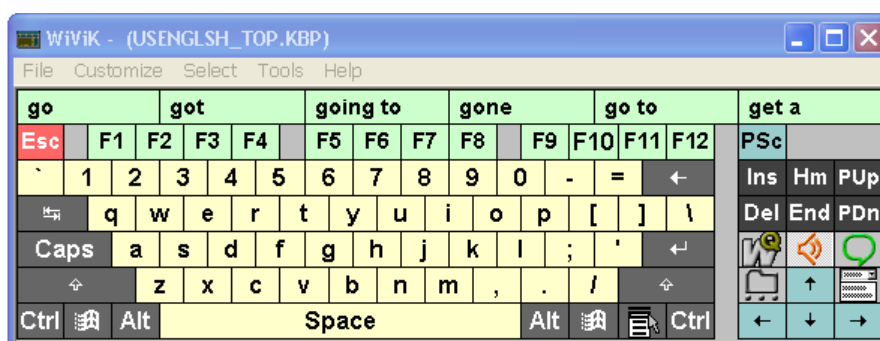 WiViK - (USENGLSH_TOP.KBP)
File Customize Select Tools Help
go got going to gone go to get a
Esc F1 F2 F3 F4 F5 F6 F7 F8 F9 F10 F11 F12 PSc
` 1 2 3 4 5 6 7 8 9 0 - = ← Ins Hm PUp
q w e r t y u i o p [ ] \ Del End PDn
Caps a s d f g h j k l ; ' ↵
⇧ z x c v b n m , . / ⇧ ↑
Ctrl Alt Space Alt Ctrl ← ↓ →